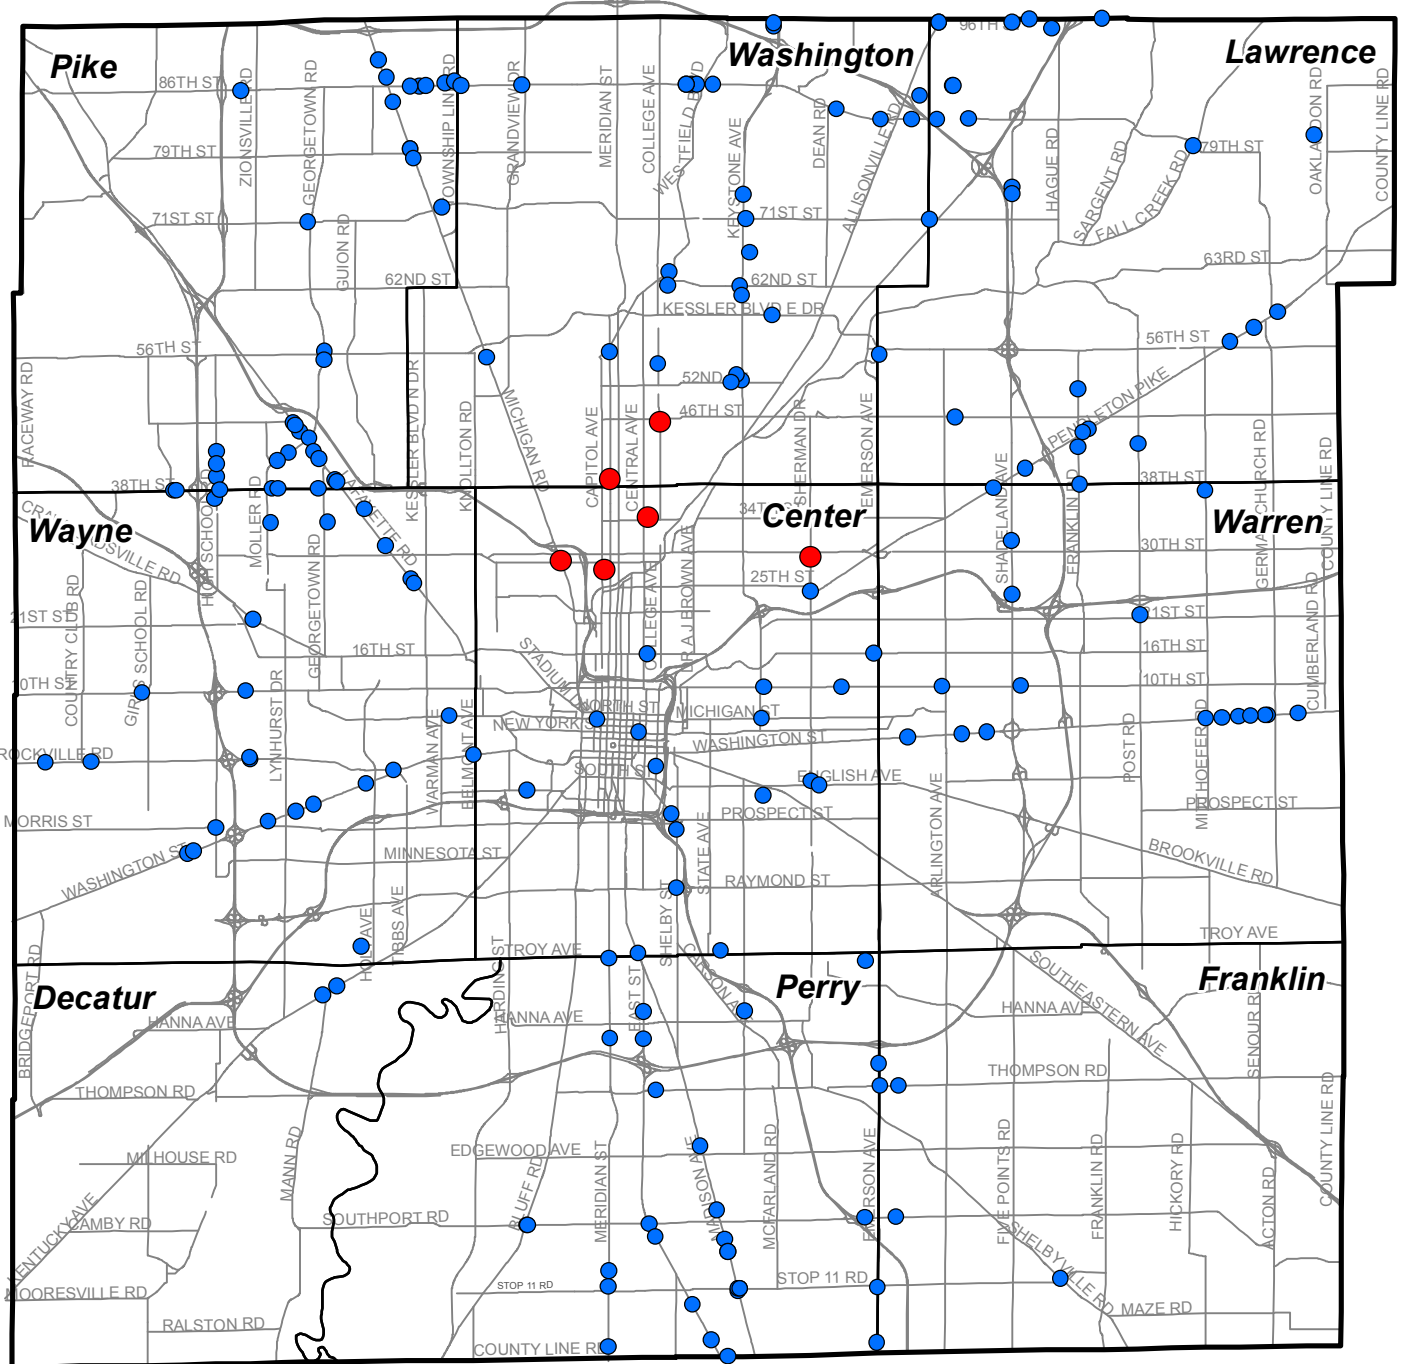 96TH ST
Pike
Washington
Lawrence
86TH ST
ZIONSVILLE RD
GEORGETOWN RD
TOWNSHIP LINE RD
GRANDVIEW DR
MERIDIAN ST
COLLEGE AVE
WESTFIELD BLVD
KEYSTONE AVE
DEAN RD
ALLISONVILLE RD
HAGUE RD
SARGENT RD
FALL CREEK RD
OAKLANDON RD
COUNTY LINE RD
79TH ST
79TH ST
71ST ST
71ST ST
GUION RD
62ND ST
62ND ST
63RD ST
KESSLER BLVD E DR
56TH ST
56TH ST
RACEWAY RD
KESSLER BLVD N DR
KNOLLTON RD
MICHIGAN RD
CAPITOL AVE
CENTRAL AVE
52ND
46TH ST
SHERMAN DR
EMERSON AVE
PENDLETON PIKE
38TH ST
38TH ST
HIGH SCHOOL RD
MOLLER RD
LAFAYETTE RD
34TH ST
SHADELAND AVE
FRANKLIN RD
GERMAN CHURCH RD
COUNTY LINE RD
Wayne
Center
Warren
CRAWFORDSVILLE RD
GEORGETOWN RD
30TH ST
25TH ST
COLLEGE AVE
DR A J BROWN AVE
21ST ST
21ST ST
COUNTRY CLUB RD
GIRLS SCHOOL RD
16TH ST
16TH ST
STADIUM
CUMBERLAND RD
10TH ST
10TH ST
LYNHURST DR
WARMAN AVE
BELMONT AVE
NORTH ST
NEW YORK ST
MICHIGAN ST
WASHINGTON ST
ROCKVILLE RD
SOUTH ST
ENGLISH AVE
POST RD
MITTHOEFER RD
MORRIS ST
PROSPECT ST
PROSPECT ST
MINNESOTA ST
STATE AVE
ARLINGTON AVE
BROOKVILLE RD
WASHINGTON ST
RAYMOND ST
HOLT AVE
TIBBS AVE
SHELBY ST
TROY AVE
TROY AVE
BRIDGEPORT RD
HARDING ST
EAST ST
CARSON AVE
SOUTHEASTERN AVE
Decatur
Perry
Franklin
HANNA AVE
HANNA AVE
HANNA AVE
SENOUR RD
THOMPSON RD
THOMPSON RD
MANN RD
EDGEWOOD AVE
BLUFF RD
MERIDIAN ST
MADISON AVE
MCFARLAND RD
EMERSON AVE
FIVE POINTS RD
FRANKLIN RD
HICKORY RD
ACTON RD
COUNTY LINE RD
MILHOUSE RD
KENTUCKY AVE
CAMBY RD
SOUTHPORT RD
SHELBYVILLE RD
MOORESVILLE RD
STOP 11 RD
STOP 11 RD
MAZE RD
RALSTON RD
COUNTY LINE RD